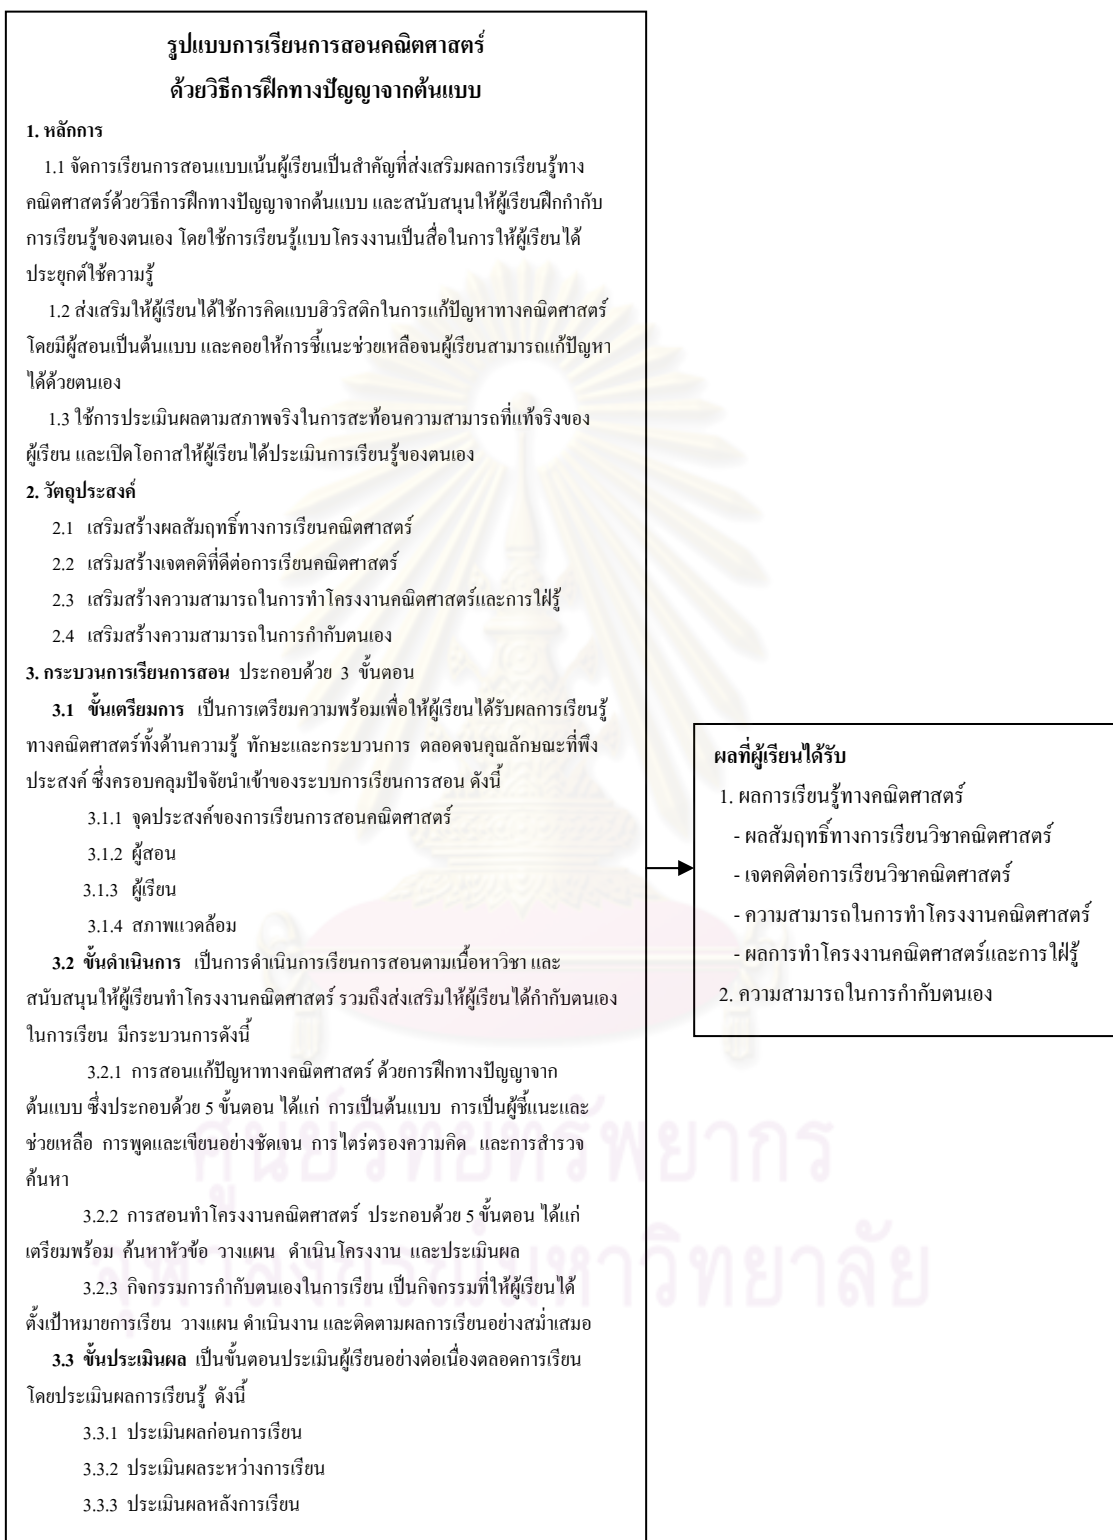 รูปแบบการเรียนการสอนคณิตศาสตร์
ด้วยวิธีการฝึกทางปัญญาจากต้นแบบ
1. หลักการ
1.1 จัดการเรียนการสอนแบบเน้นผู้เรียนเป็นสำคัญที่ส่งเสริมผลการเรียนรู้ทาง
คณิตศาสตร์ด้วยวิธีการฝึกทางปัญญาจากต้นแบบ และสนับสนุนให้ผู้เรียนฝึกกำกับ
การเรียนรู้ของตนเอง โดยใช้การเรียนรู้แบบโครงงานเป็นสื่อในการให้ผู้เรียนได้
ประยุกต์ใช้ความรู้
1.2 ส่งเสริมให้ผู้เรียนได้ใช้การคิดแบบฮิวริสติกในการแก้ปัญหาทางคณิตศาสตร์
โดยมีผู้สอนเป็นต้นแบบ และคอยให้การชี้แนะช่วยเหลือจนผู้เรียนสามารถแก้ปัญหา
ได้ด้วยตนเอง
1.3 ใช้การประเมินผลตามสภาพจริงในการสะท้อนความสามารถที่แท้จริงของ
ผู้เรียน และเปิดโอกาสให้ผู้เรียนได้ประเมินการเรียนรู้ของตนเอง
2. วัตถุประสงค์
2.1 เสริมสร้างผลสัมฤทธิ์ทางการเรียนคณิตศาสตร์
2.2 เสริมสร้างเจตคติที่ดีต่อการเรียนคณิตศาสตร์
2.3 เสริมสร้างความสามารถในการทำโครงงานคณิตศาสตร์และการใฝ่รู้
2.4 เสริมสร้างความสามารถในการกำกับตนเอง
3. กระบวนการเรียนการสอน ประกอบด้วย 3 ขั้นตอน
3.1 ขั้นเตรียมการ เป็นการเตรียมความพร้อมเพื่อให้ผู้เรียนได้รับผลการเรียนรู้
ทางคณิตศาสตร์ทั้งด้านความรู้ ทักษะและกระบวนการ ตลอดจนคุณลักษณะที่พึง
ประสงค์ ซึ่งครอบคลุมปัจจัยนำเข้าของระบบการเรียนการสอน ดังนี้
3.1.1 จุดประสงค์ของการเรียนการสอนคณิตศาสตร์
3.1.2 ผู้สอน
3.1.3 ผู้เรียน
3.1.4 สภาพแวดล้อม
3.2 ขั้นดำเนินการ เป็นการดำเนินการเรียนการสอนตามเนื้อหาวิชา และ
สนับสนุนให้ผู้เรียนทำโครงงานคณิตศาสตร์ รวมถึงส่งเสริมให้ผู้เรียนได้กำกับตนเอง
ในการเรียน มีกระบวนการดังนี้
3.2.1 การสอนแก้ปัญหาทางคณิตศาสตร์ ด้วยการฝึกทางปัญญาจาก
ต้นแบบ ซึ่งประกอบด้วย 5 ขั้นตอน ได้แก่ การเป็นต้นแบบ การเป็นผู้ชี้แนะและ
ช่วยเหลือ การพูดและเขียนอย่างชัดเจน การไตร่ตรองความคิด และการสำรวจ
ค้นหา
3.2.2 การสอนทำโครงงานคณิตศาสตร์ ประกอบด้วย 5 ขั้นตอน ได้แก่
เตรียมพร้อม ค้นหาหัวข้อ วางแผน ดำเนินโครงงาน และประเมินผล
3.2.3 กิจกรรมการกำกับตนเองในการเรียน เป็นกิจกรรมที่ให้ผู้เรียนได้
ตั้งเป้าหมายการเรียน วางแผน ดำเนินงาน และติดตามผลการเรียนอย่างสม่ำเสมอ
3.3 ขั้นประเมินผล เป็นขั้นตอนประเมินผู้เรียนอย่างต่อเนื่องตลอดการเรียน
โดยประเมินผลการเรียนรู้ ดังนี้
3.3.1 ประเมินผลก่อนการเรียน
3.3.2 ประเมินผลระหว่างการเรียน
3.3.3 ประเมินผลหลังการเรียน
ผลที่ผู้เรียนได้รับ
1. ผลการเรียนรู้ทางคณิตศาสตร์
- ผลสัมฤทธิ์ทางการเรียนวิชาคณิตศาสตร์
- เจตคติต่อการเรียนวิชาคณิตศาสตร์
- ความสามารถในการทำโครงงานคณิตศาสตร์
- ผลการทำโครงงานคณิตศาสตร์และการใฝ่รู้
2. ความสามารถในการกำกับตนเอง
ศูนย์วิทยทรัพยากร
จุฬาลงกรณ์มหาวิทยาลัย